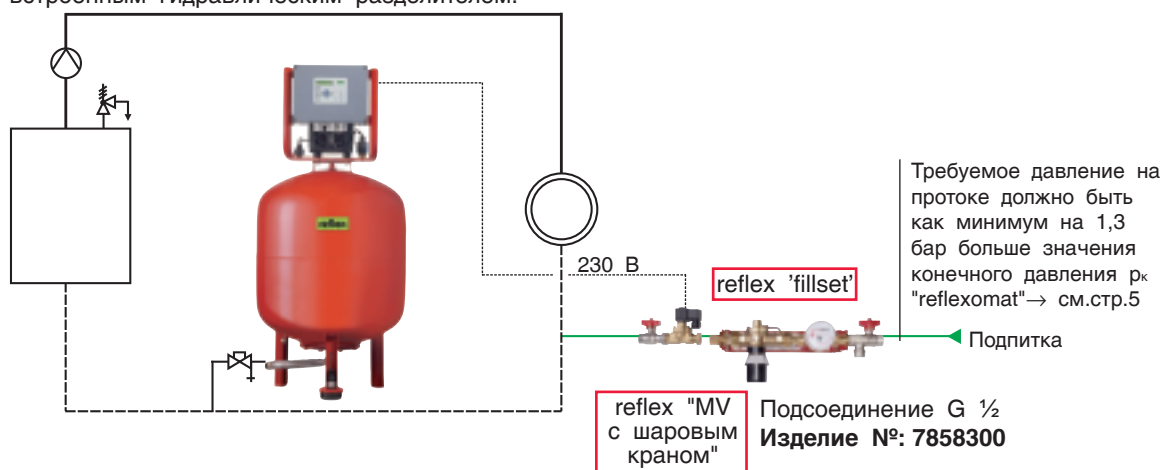 встроенным гидравлическим разделителем.
Требуемое давление на
протоке должно быть
как минимум на 1,3
бар больше значения
конечного давления pк
"reflexomat"→ см.стр.5
230 В
reflex 'fillset'
Подпитка
reflex
reflex "MV
с шаровым
краном"
Подсоединение G ½
Изделие №: 7858300